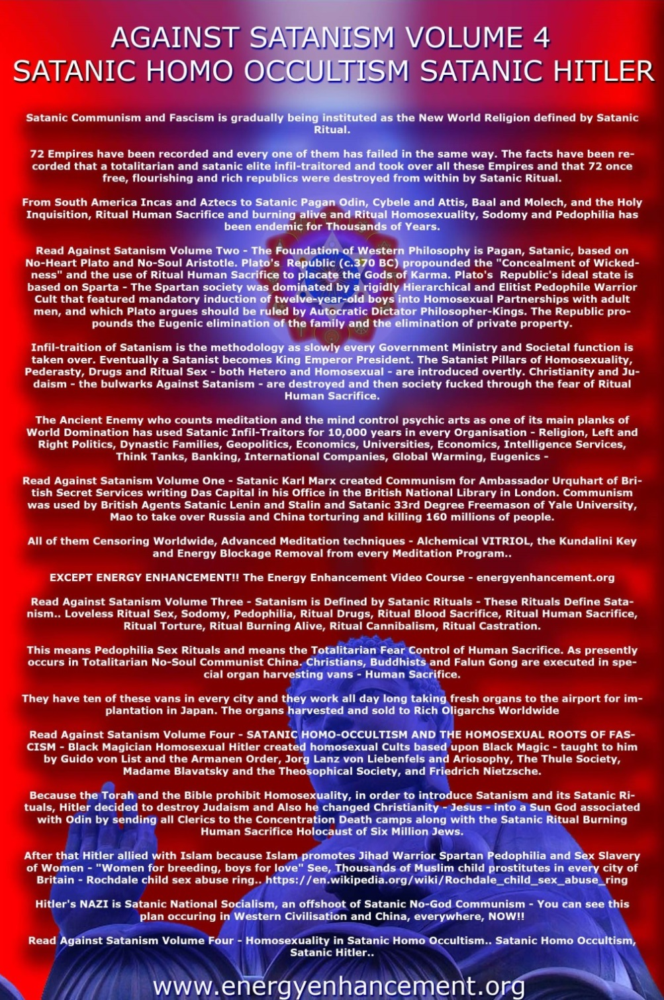 AGAINST SATANISM VOLUME 4
SATANIC HOMO OCCULTISM SATANIC HITLER
Satanic Communism and Fascism is gradually being instituted as the New World Religion defined by Satanic
Ritual.
72 Empires have been recorded and every one of them has failed in the same way. The facts have been re-
corded that a totalitarian and satanic elite infil-traitored and took over all these Empires and that 72 once
free, flourishing and rich republics were destroyed from within by Satanic Ritual.
From South America Incas and Aztecs to Satanic Pagan Odin, Cybele and Attis, Baal and Molech, and the Holy
Inquisition, Ritual Human Sacrifice and burning alive and Ritual Homosexuality, Sodomy and Pedophilia has
been endemic for Thousands of Years.
Read Against Satanism Volume Two - The Foundation of Western Philosophy is Pagan, Satanic, based on
No-Heart Plato and No-Soul Aristotle. Plato's Republic (c.370 BC) propounded the "Concealment of Wicked-
ness" and the use of Ritual Human Sacrifice to placate the Gods of Karma. Plato's Republic's ideal state is
based on Sparta - The Spartan society was dominated by a rigidly Hierarchical and Elitist Pedophile Warrior
Cult that featured mandatory induction of twelve-year-old boys into Homosexual Partnerships with adult
men, and which Plato argues should be ruled by Autocratic Dictator Philosopher-Kings. The Republic pro-
pounds the Eugenic elimination of the family and the elimination of private property.
Infil-traition of Satanism is the methodology as slowly every Government Ministry and Societal function is
taken over. Eventually a Satanist becomes King Emperor President. The Satanist Pillars of Homosexuality,
Pederasty, Drugs and Ritual Sex - both Hetero and Homosexual - are introduced overtly. Christianity and Ju-
daism - the bulwarks Against Satanism - are destroyed and then society fucked through the fear of Ritual
Human Sacrifice.
The Ancient Enemy who counts meditation and the mind control psychic arts as one of its main planks of
World Domination has used Satanic Infil-Traitors for 10,000 years in every Organisation - Religion, Left and
Right Politics, Dynastic Families, Geopolitics, Economics, Universities, Economics, Intelligence Services,
Think Tanks, Banking, International Companies, Global Warming, Eugenics -
Read Against Satanism Volume One - Satanic Karl Marx created Communism for Ambassador Urquhart of Bri-
tish Secret Services writing Das Capital in his Office in the British National Library in London. Communism
was used by British Agents Satanic Lenin and Stalin and Satanic 33rd Degree Freemason of Yale University,
Mao to take over Russia and China torturing and killing 160 millions of people.
All of them Censoring Worldwide, Advanced Meditation techniques - Alchemical VITRIOL, the Kundalini Key
and Energy Blockage Removal from every Meditation Program..
EXCEPT ENERGY ENHANCEMENT!! The Energy Enhancement Video Course - energyenhancement.org
Read Against Satanism Volume Three - Satanism is Defined by Satanic Rituals - These Rituals Define Sata-
nism.. Loveless Ritual Sex, Sodomy, Pedophilia, Ritual Drugs, Ritual Blood Sacrifice, Ritual Human Sacrifice,
Ritual Torture, Ritual Burning Alive, Ritual Cannibalism, Ritual Castration.
This means Pedophilia Sex Rituals and means the Totalitarian Fear Control of Human Sacrifice. As presently
occurs in Totalitarian No-Soul Communist China. Christians, Buddhists and Falun Gong are executed in spe-
cial organ harvesting vans - Human Sacrifice.
They have ten of these vans in every city and they work all day long taking fresh organs to the airport for im-
plantation in Japan. The organs harvested and sold to Rich Oligarchs Worldwide
Read Against Satanism Volume Four - SATANIC HOMO-OCCULTISM AND THE HOMOSEXUAL ROOTS OF FAS-
CISM - Black Magician Homosexual Hitler created homosexual Cults based upon Black Magic - taught to him
by Guido von List and the Armanen Order, Jorg Lanz von Liebenfels and Ariosophy, The Thule Society,
Madame Blavatsky and the Theosophical Society, and Friedrich Nietzsche.
Because the Torah and the Bible prohibit Homosexuality, in order to introduce Satanism and its Satanic Ri-
tuals, Hitler decided to destroy Judaism and Also he changed Christianity - Jesus - into a Sun God associated
with Odin by sending all Clerics to the Concentration Death camps along with the Satanic Ritual Burning
Human Sacrifice Holocaust of Six Million Jews.
After that Hitler allied with Islam because Islam promotes Jihad Warrior Spartan Pedophilia and Sex Slavery
of Women - "Women for breeding, boys for love" See, Thousands of Muslim child prostitutes in every city of
Britain - Rochdale child sex abuse ring.. https://en.wikipedia.org/wiki/Rochdale_child_sex_abuse_ring
Hitler's NAZI is Satanic National Socialism, an offshoot of Satanic No-God Communism - You can see this
plan occuring in Western Civilisation and China, everywhere, NOW!!
Read Against Satanism Volume Four - Homosexuality in Satanic Homo Occultism.. Satanic Homo Occultism,
Satanic Hitler..
www.energyenhancement.org